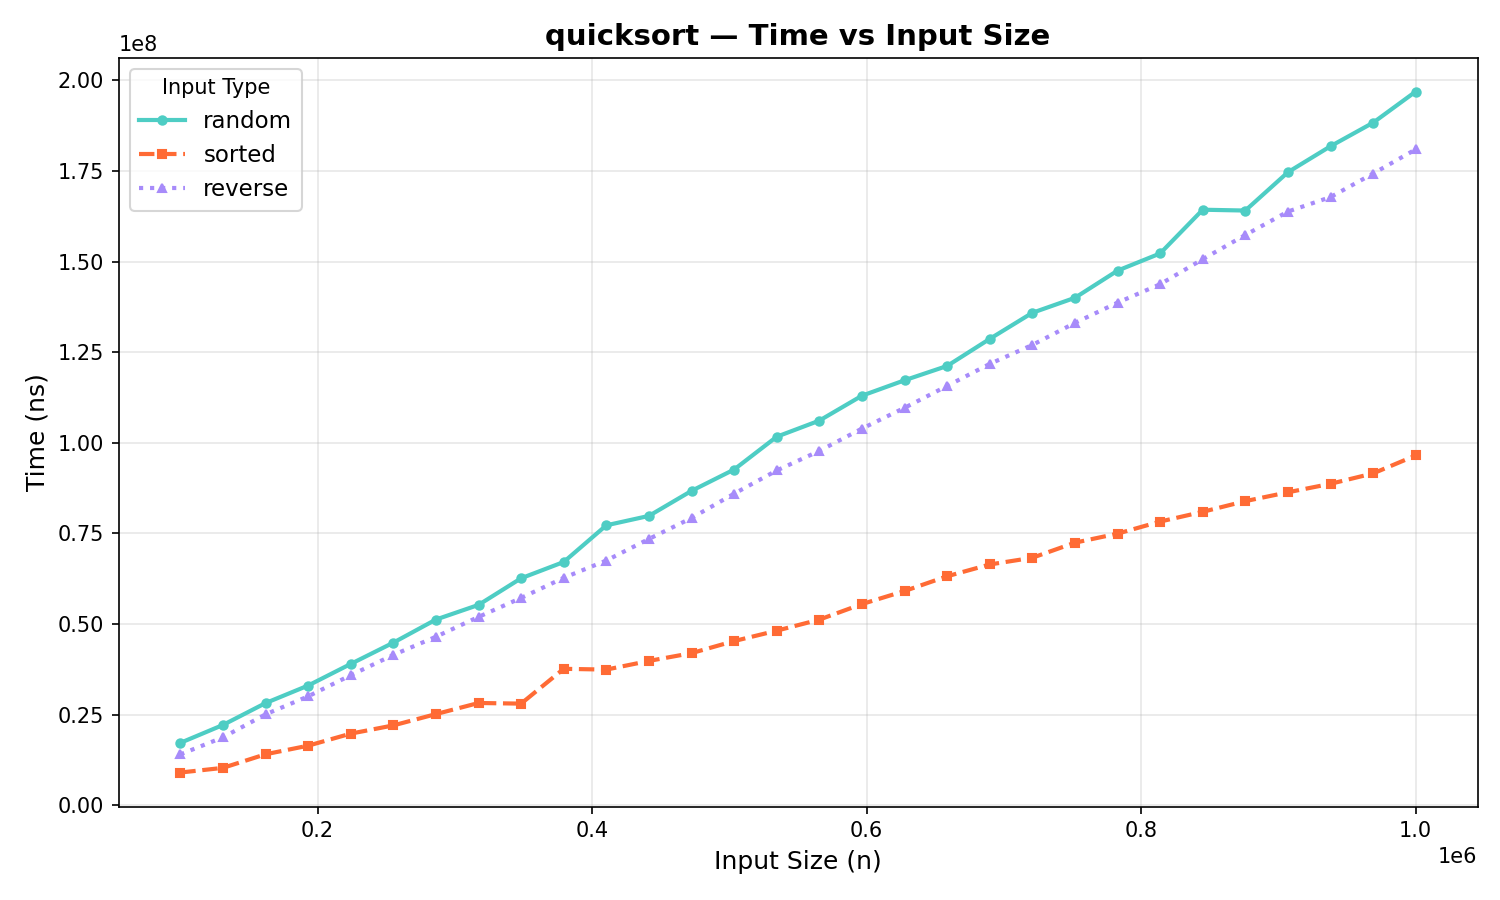 quicksort — Time vs Input Size
1e8
2.00
1.75
1.50
1.25
1.00
0.75
0.50
0.25
0.00
Time (ns)
Input Type
random
sorted
reverse
0.2 0.4 0.6 0.8 1.0
1e6
Input Size (n)